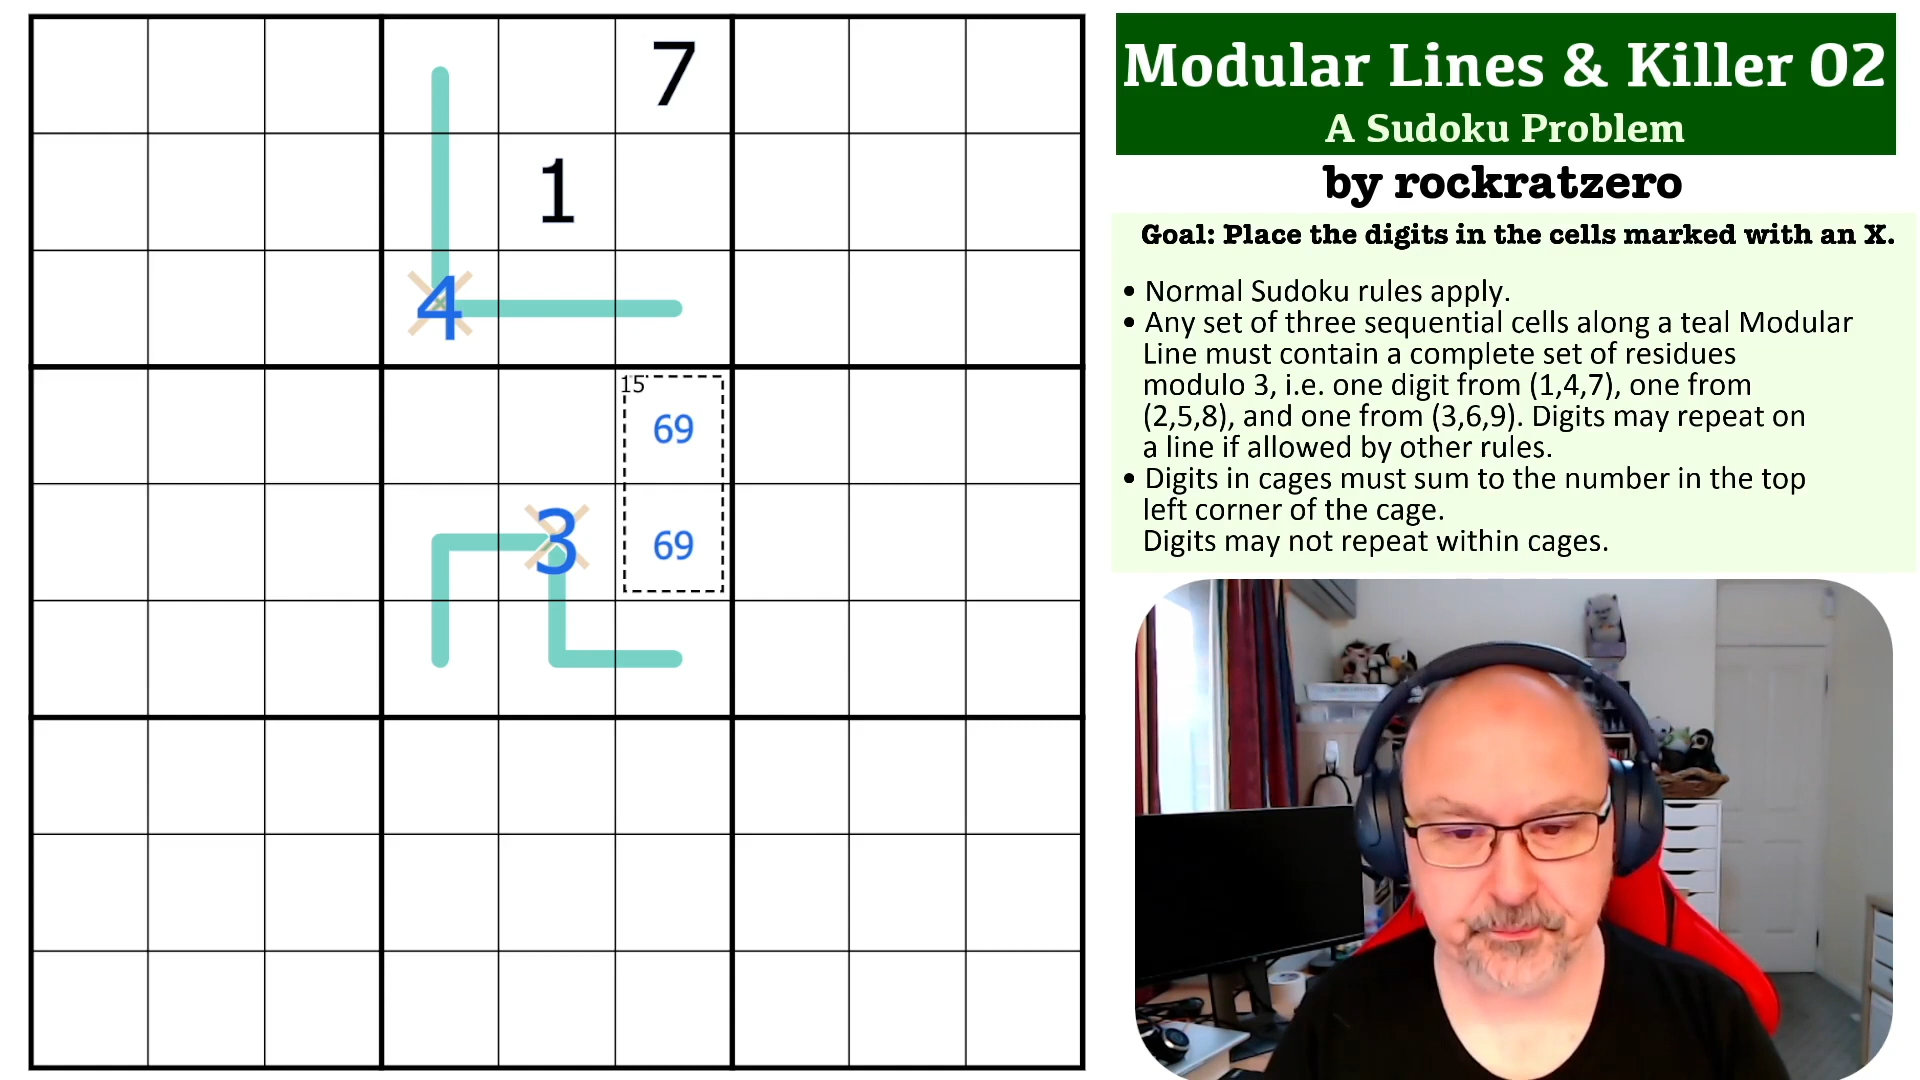 7
1
4
15
69
3
69
Modular Lines & Killer 02
A Sudoku Problem
by rockratzero
Goal: Place the digits in the cells marked with an X.
• Normal Sudoku rules apply.
• Any set of three sequential cells along a teal Modular
Line must contain a complete set of residues
modulo 3, i.e. one digit from (1,4,7), one from
(2,5,8), and one from (3,6,9). Digits may repeat on
a line if allowed by other rules.
• Digits in cages must sum to the number in the top
left corner of the cage.
Digits may not repeat within cages.